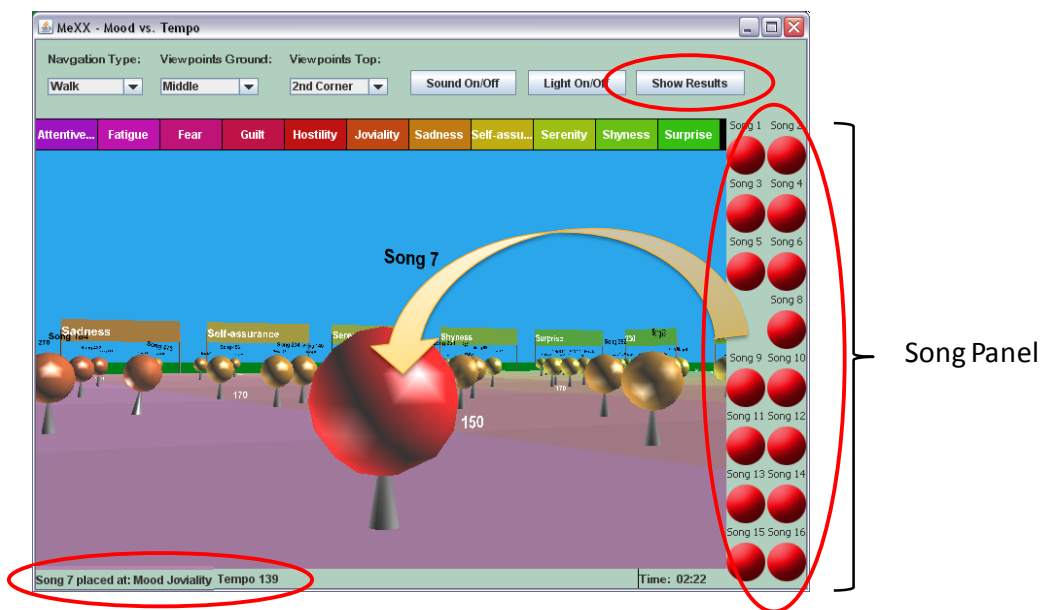 MeXX - Mood vs. Tempo
Navgation Type: Viewpoints Ground: Viewpoints Top:
Walk Middle 2nd Corner Sound On/Off Light On/Off Show Results
Attentive... Fatigue Fear Guilt Hostility Joviality Sadness Self-assu... Serenity Shyness Surprise
Song 1 Song 2
Song 3 Song 4
Song 5 Song 6
Song 8
Song 9 Song 10
Song 11 Song 12
Song 13 Song 14
Song 15 Song 16
Song 7
Sadness Self-assurance Shyness Surprise
170 150 170
Song Panel
Song 7 placed at: Mood Joviality Tempo 139
Time: 02:22